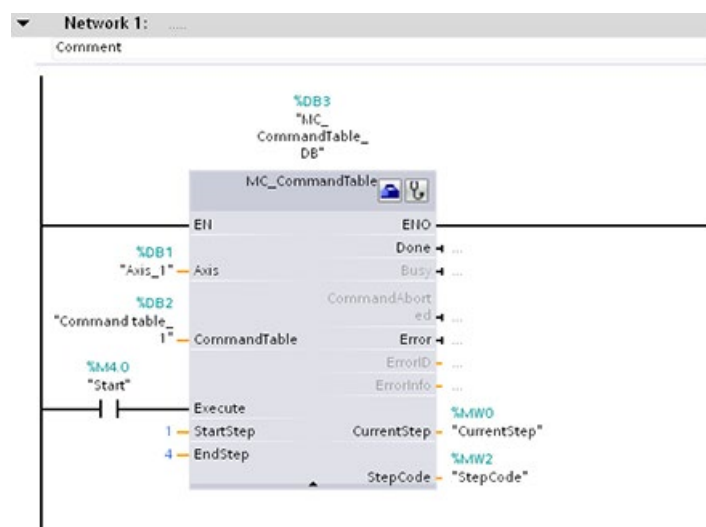 Network 1: .....
Comment
%DB3
"MC_
CommandTable_
DB"
MC_CommandTable
EN ENO
Done ...
%DB1
"Axis_1" Axis Busy ...
%DB2
"Command table_
1" CommandTable
CommandAbort
ed ...
Error ...
ErrorID ...
ErrorInfo ...
%M4.0
"Start"
Execute
%MW0
1 StartStep CurrentStep "CurrentStep"
4 EndStep
%MW2
StepCode "StepCode"